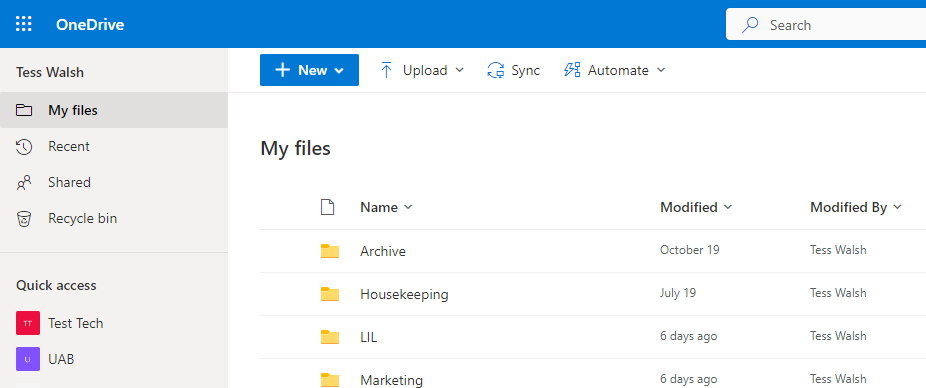 OneDrive
Search
Tess Walsh
My files
Recent
Shared
Recycle bin
Quick access
TT Test Tech
U UAB
New Upload Sync Automate
My files
Name Modified Modified By
Archive October 19 Tess Walsh
Housekeeping July 19 Tess Walsh
LIL 6 days ago Tess Walsh
Marketing 6 days ago Tess Walsh